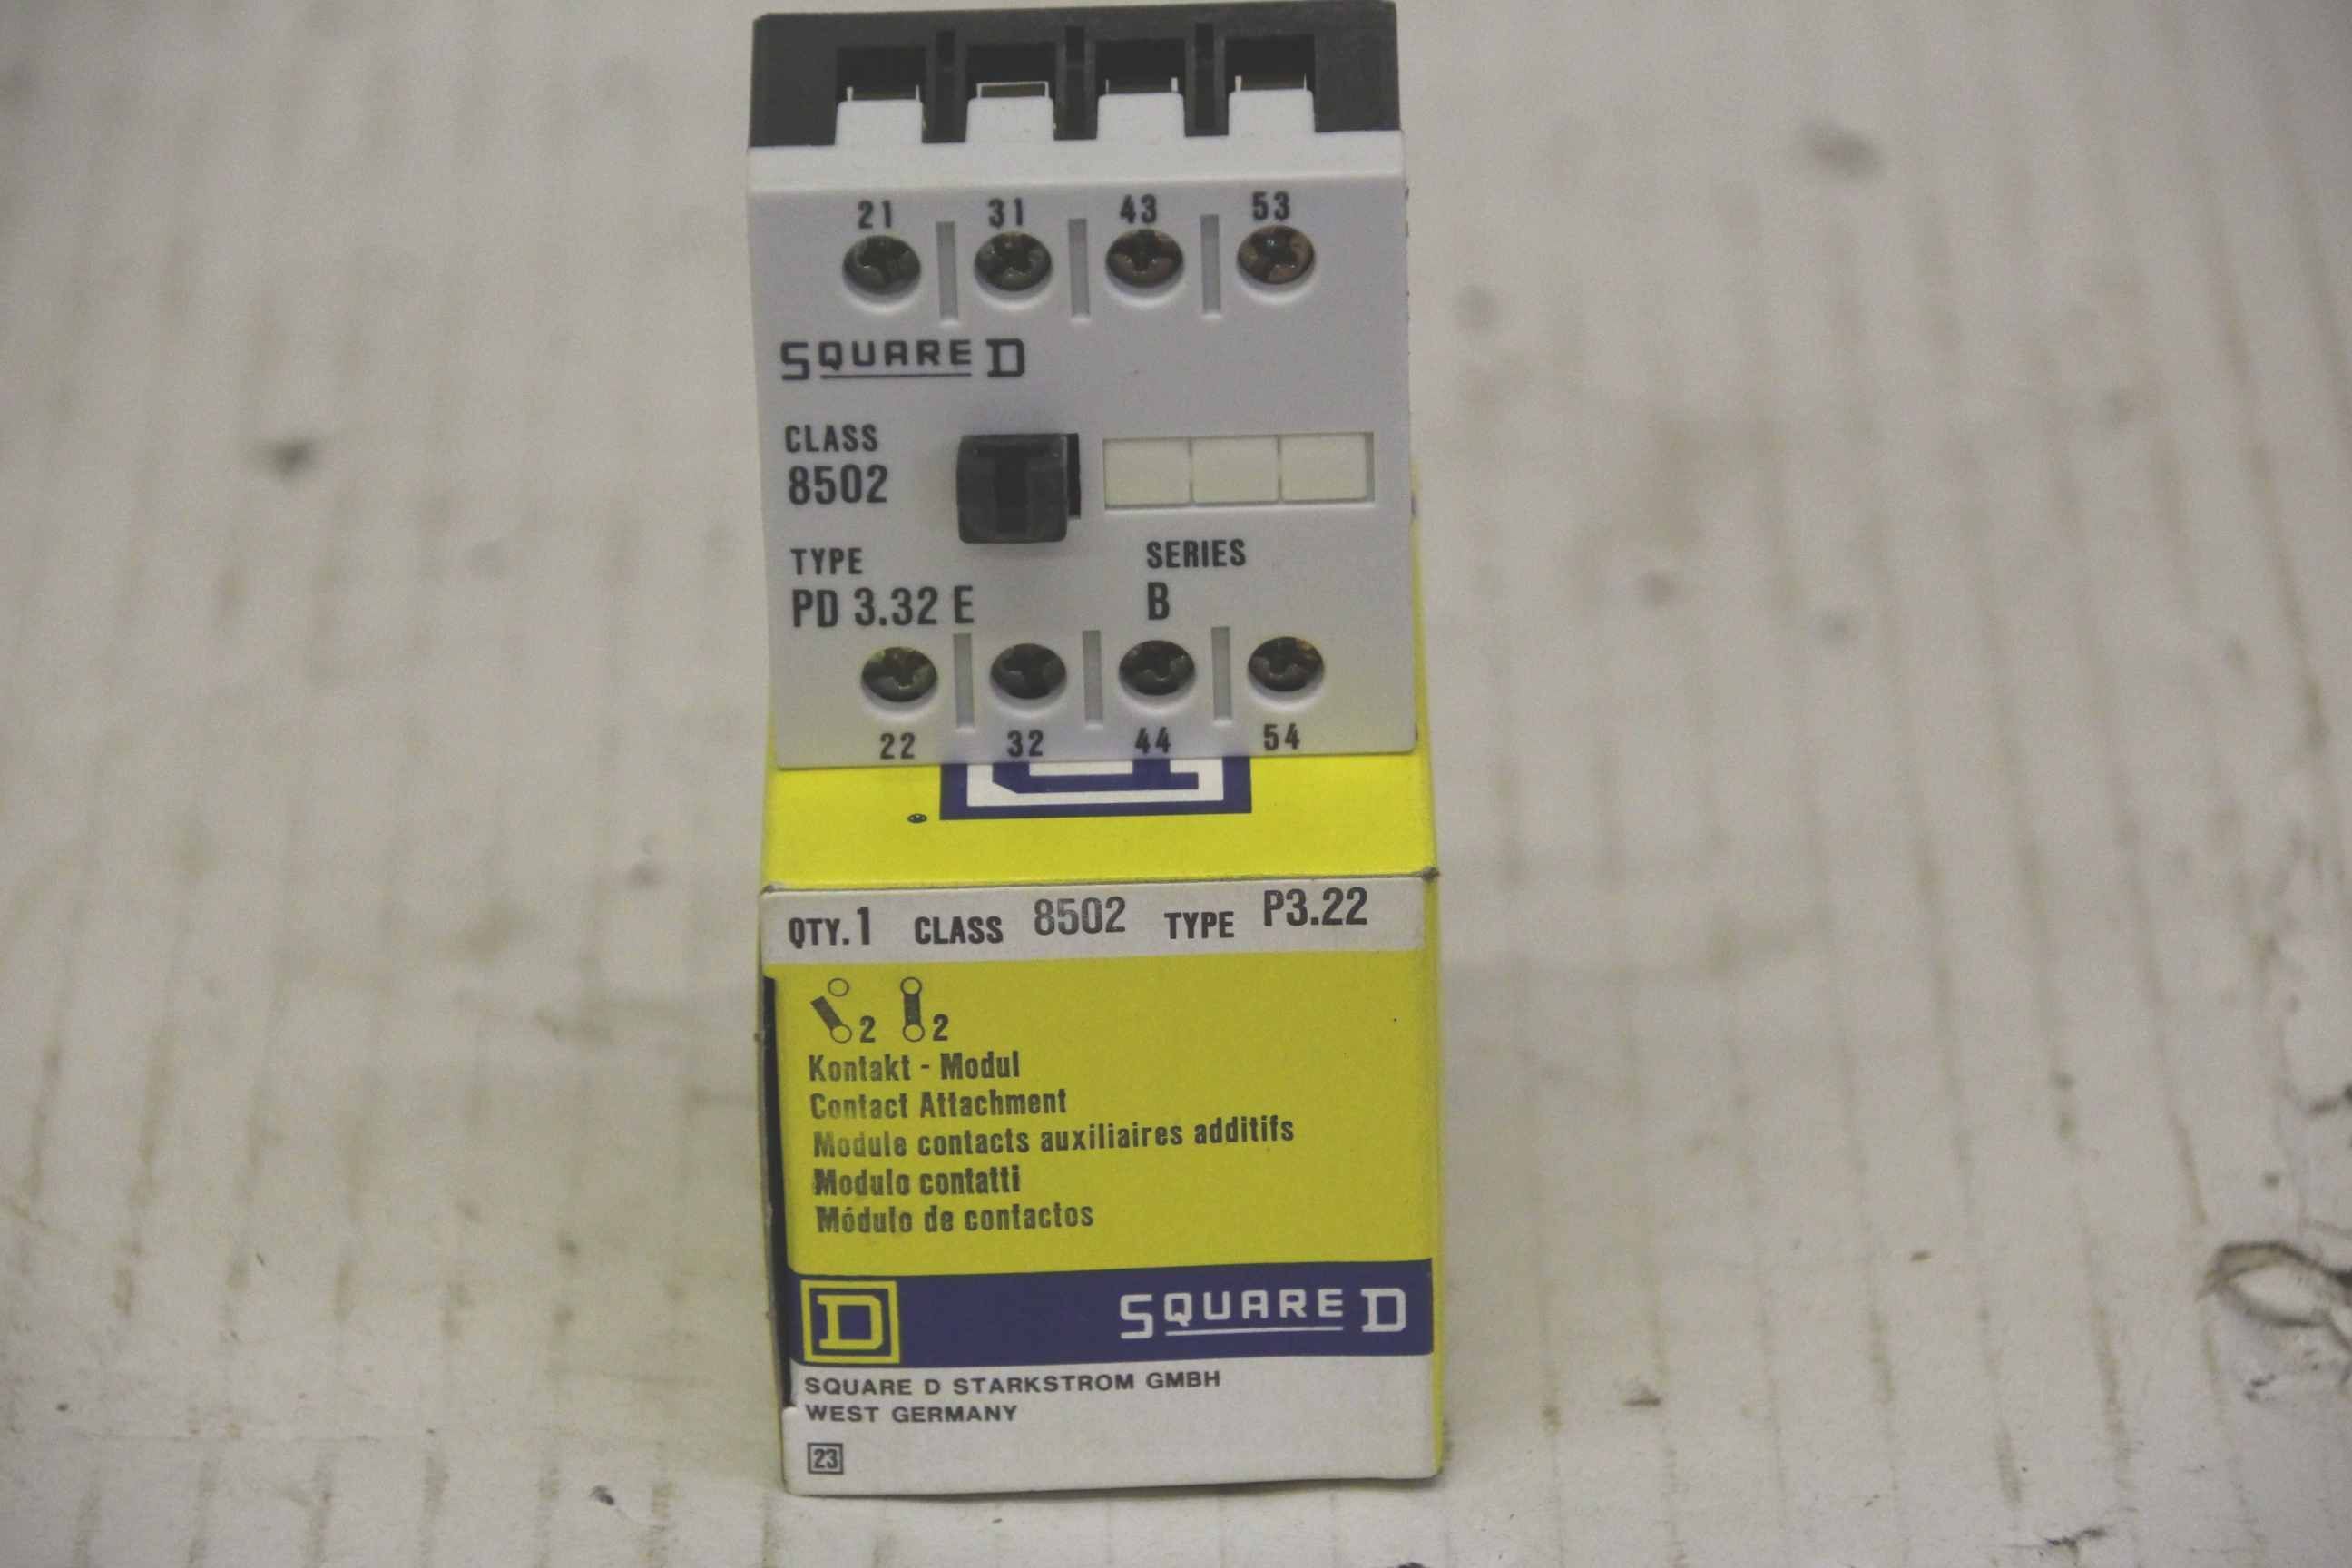 21 31 43 53
SQUARE D
CLASS
8502
TYPE
PD 3.32 E
SERIES
B
22 32 44 54
QTY. 1 CLASS 8502 TYPE P3.22
2 2
Kontakt - Modul
Contact Attachment
Module contacts auxiliaires additifs
Modulo contatti
Módulo de contactos
D SQUARE D
SQUARE D STARKSTROM GMBH
WEST GERMANY
23